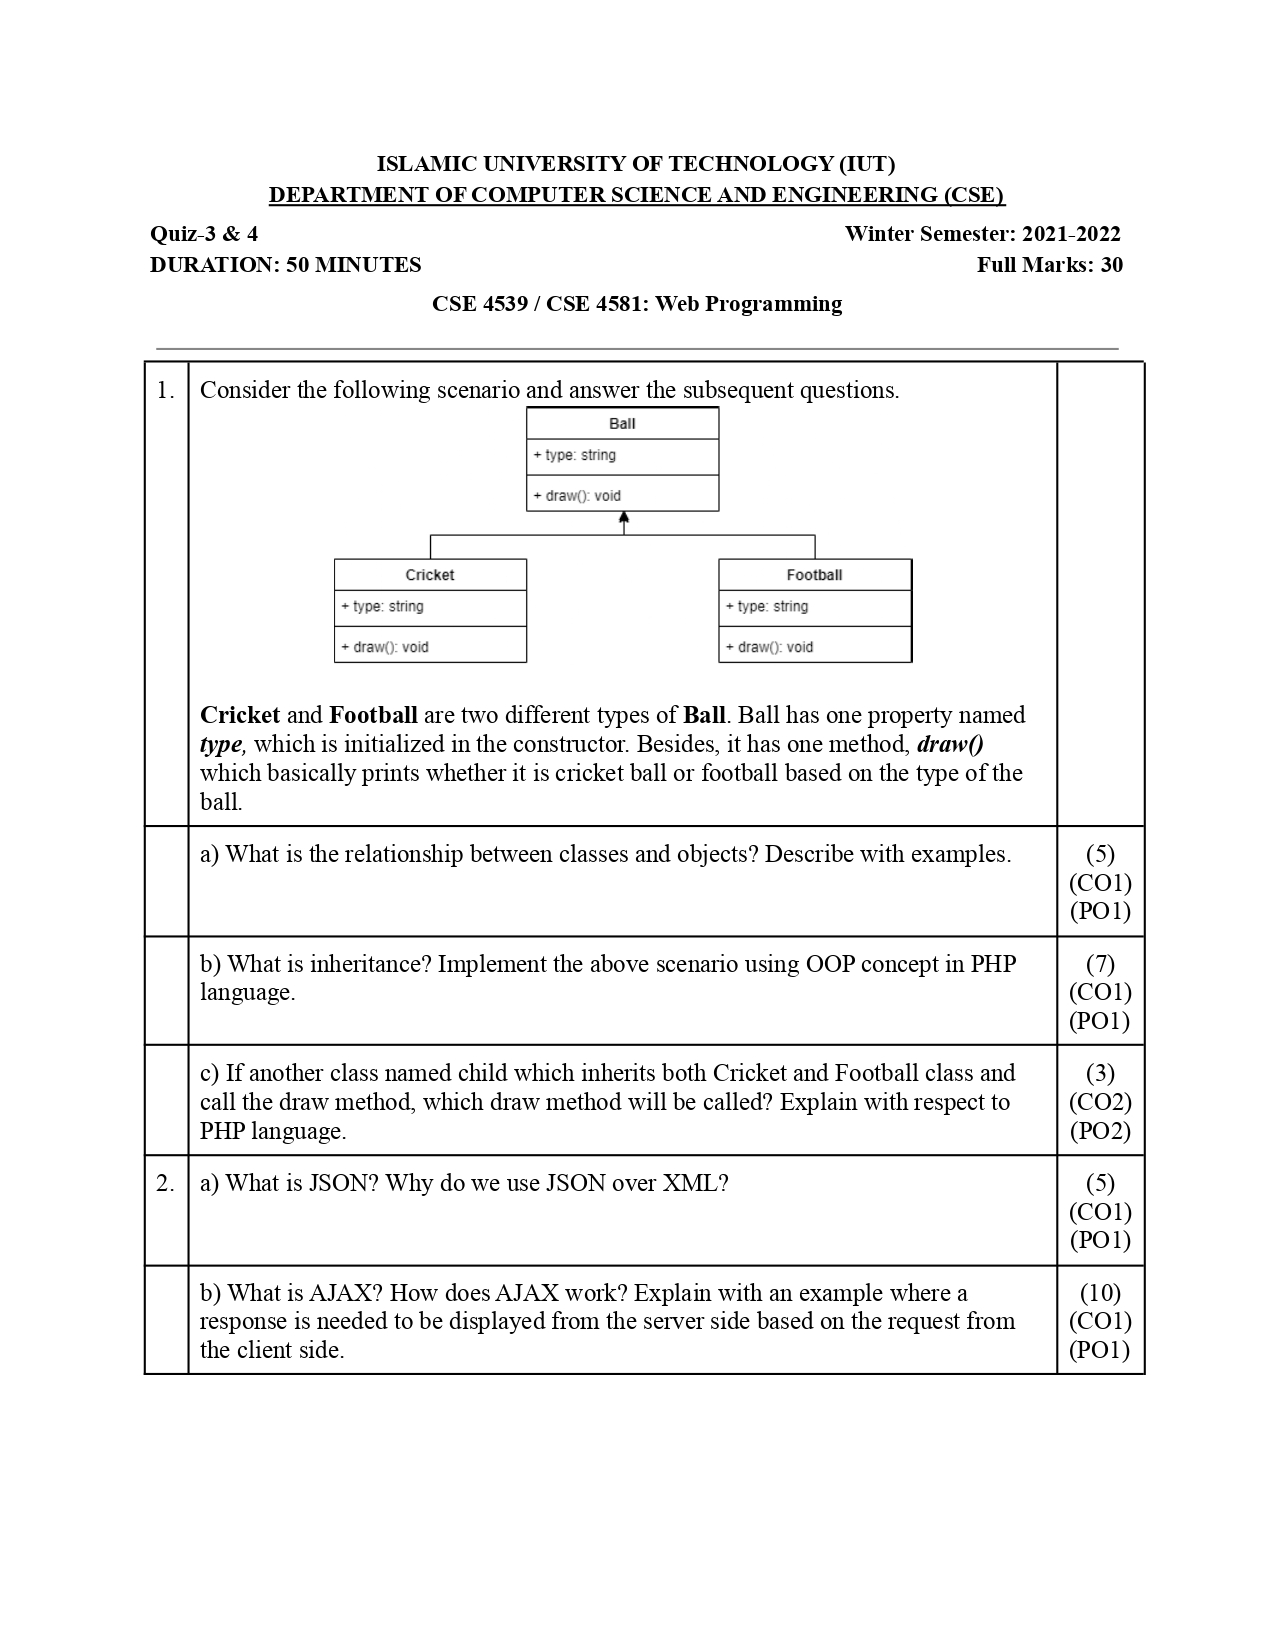 ISLAMIC UNIVERSITY OF TECHNOLOGY (IUT)
DEPARTMENT OF COMPUTER SCIENCE AND ENGINEERING (CSE)
Quiz-3 & 4 Winter Semester: 2021-2022
DURATION: 50 MINUTES Full Marks: 30
CSE 4539 / CSE 4581: Web Programming
1. Consider the following scenario and answer the subsequent questions.
Ball
+ type: string
+ draw(): void
Cricket
+ type: string
+ draw(): void
Football
+ type: string
+ draw(): void
Cricket and Football are two different types of Ball. Ball has one property named
type, which is initialized in the constructor. Besides, it has one method, draw()
which basically prints whether it is cricket ball or football based on the type of the
ball.
a) What is the relationship between classes and objects? Describe with examples. (5)
(CO1)
(PO1)
b) What is inheritance? Implement the above scenario using OOP concept in PHP (7)
language. (CO1)
(PO1)
c) If another class named child which inherits both Cricket and Football class and (3)
call the draw method, which draw method will be called? Explain with respect to (CO2)
PHP language. (PO2)
2. a) What is JSON? Why do we use JSON over XML? (5)
(CO1)
(PO1)
b) What is AJAX? How does AJAX work? Explain with an example where a (10)
response is needed to be displayed from the server side based on the request from (CO1)
the client side. (PO1)